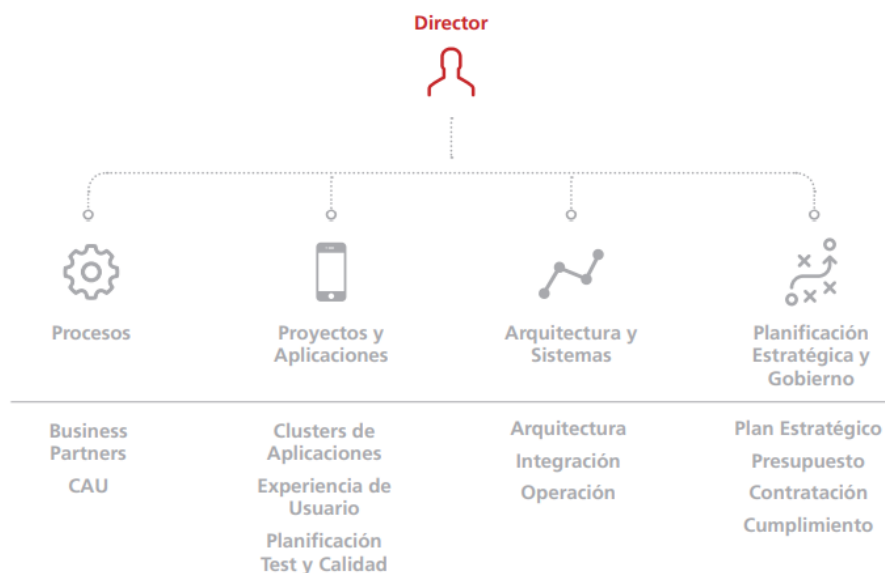 Director
Procesos
Proyectos y
Aplicaciones
Arquitectura y
Sistemas
Planificación
Estratégica y
Gobierno
Business
Partners
CAU
Clusters de
Aplicaciones
Experiencia de
Usuario
Planificación
Test y Calidad
Arquitectura
Integración
Operación
Plan Estratégico
Presupuesto
Contratación
Cumplimiento